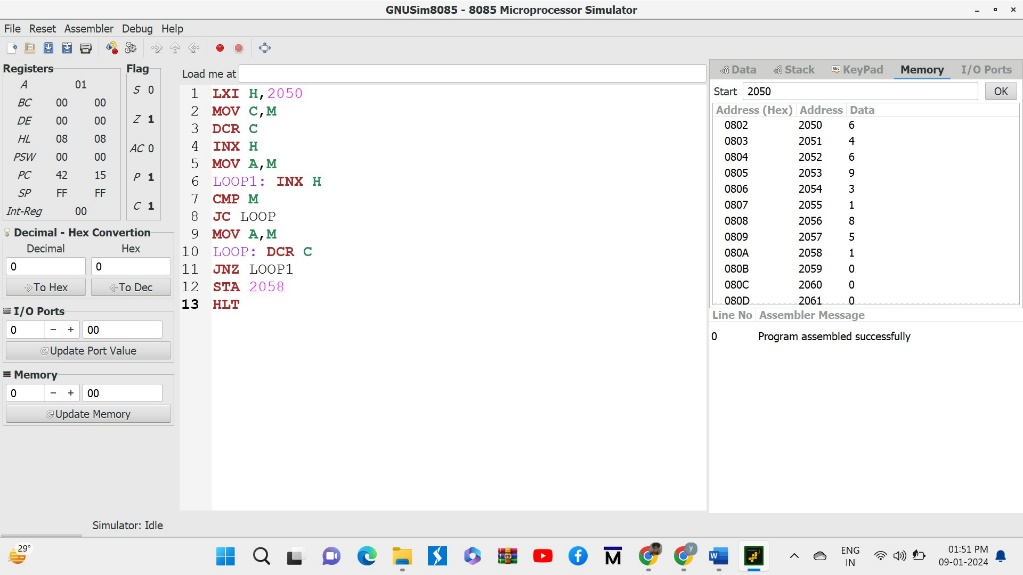 GNUSim8085 - 8085 Microprocessor Simulator
File Reset Assembler Debug Help
Registers
A 01
BC 00 00
DE 00 00
HL 08 08
PSW 00 00
PC 42 15
SP FF FF
Int-Reg 00
Flag
S 0
Z 1
AC 0
P 1
C 1
Decimal - Hex Convertion
Decimal Hex
0 0
To Hex To Dec
I/O Ports
0 - + 00
Update Port Value
Memory
0 - + 00
Update Memory
Load me at
1 LXI H,2050
2 MOV C,M
3 DCR C
4 INX H
5 MOV A,M
6 LOOP1: INX H
7 CMP M
8 JC LOOP
9 MOV A,M
10 LOOP: DCR C
11 JNZ LOOP1
12 STA 2058
13 HLT
Data Stack KeyPad Memory I/O Ports
Start 2050 OK
Address (Hex) Address Data
0802 2050 6
0803 2051 4
0804 2052 6
0805 2053 9
0806 2054 3
0807 2055 1
0808 2056 8
0809 2057 5
080A 2058 1
080B 2059 0
080C 2060 0
080D 2061 0
Line No Assembler Message
0 Program assembled successfully
Simulator: Idle
29°
ENG
IN
01:51 PM
09-01-2024